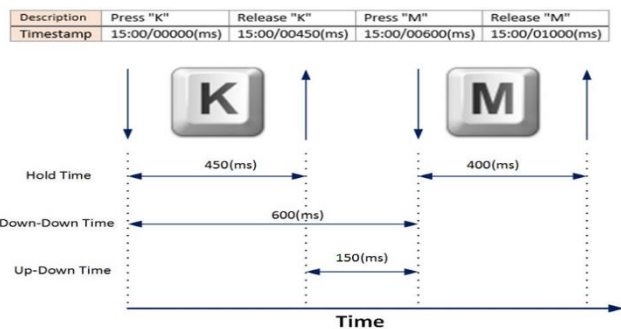 Description Press "K" Release "K" Press "M" Release "M"
Timestamp 15:00/00000(ms) 15:00/00450(ms) 15:00/00600(ms) 15:00/01000(ms)
K M
Hold Time 450(ms) 400(ms)
Down-Down Time 600(ms)
Up-Down Time 150(ms)
Time